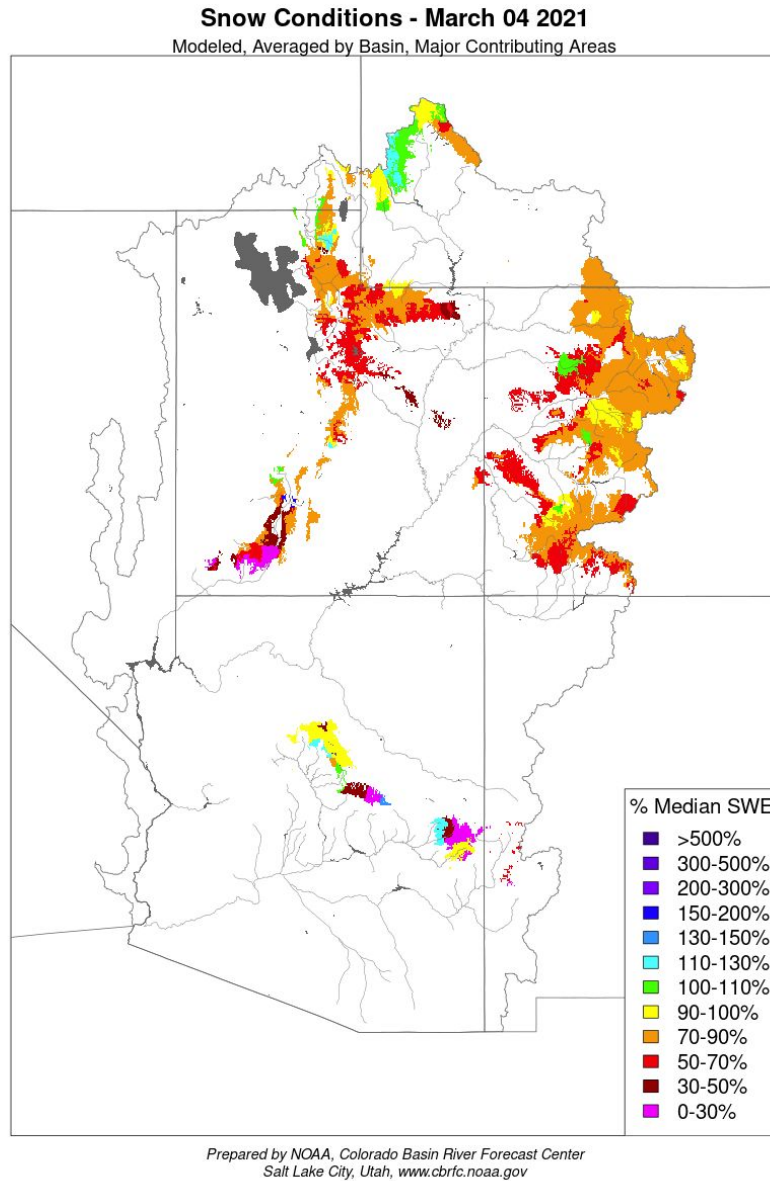 Snow Conditions - March 04 2021
Modeled, Averaged by Basin, Major Contributing Areas
% Median SWE
>500%
300-500%
200-300%
150-200%
130-150%
110-130%
100-110%
90-100%
70-90%
50-70%
30-50%
0-30%
Prepared by NOAA, Colorado Basin River Forecast Center
Salt Lake City, Utah, www.cbrfc.noaa.gov